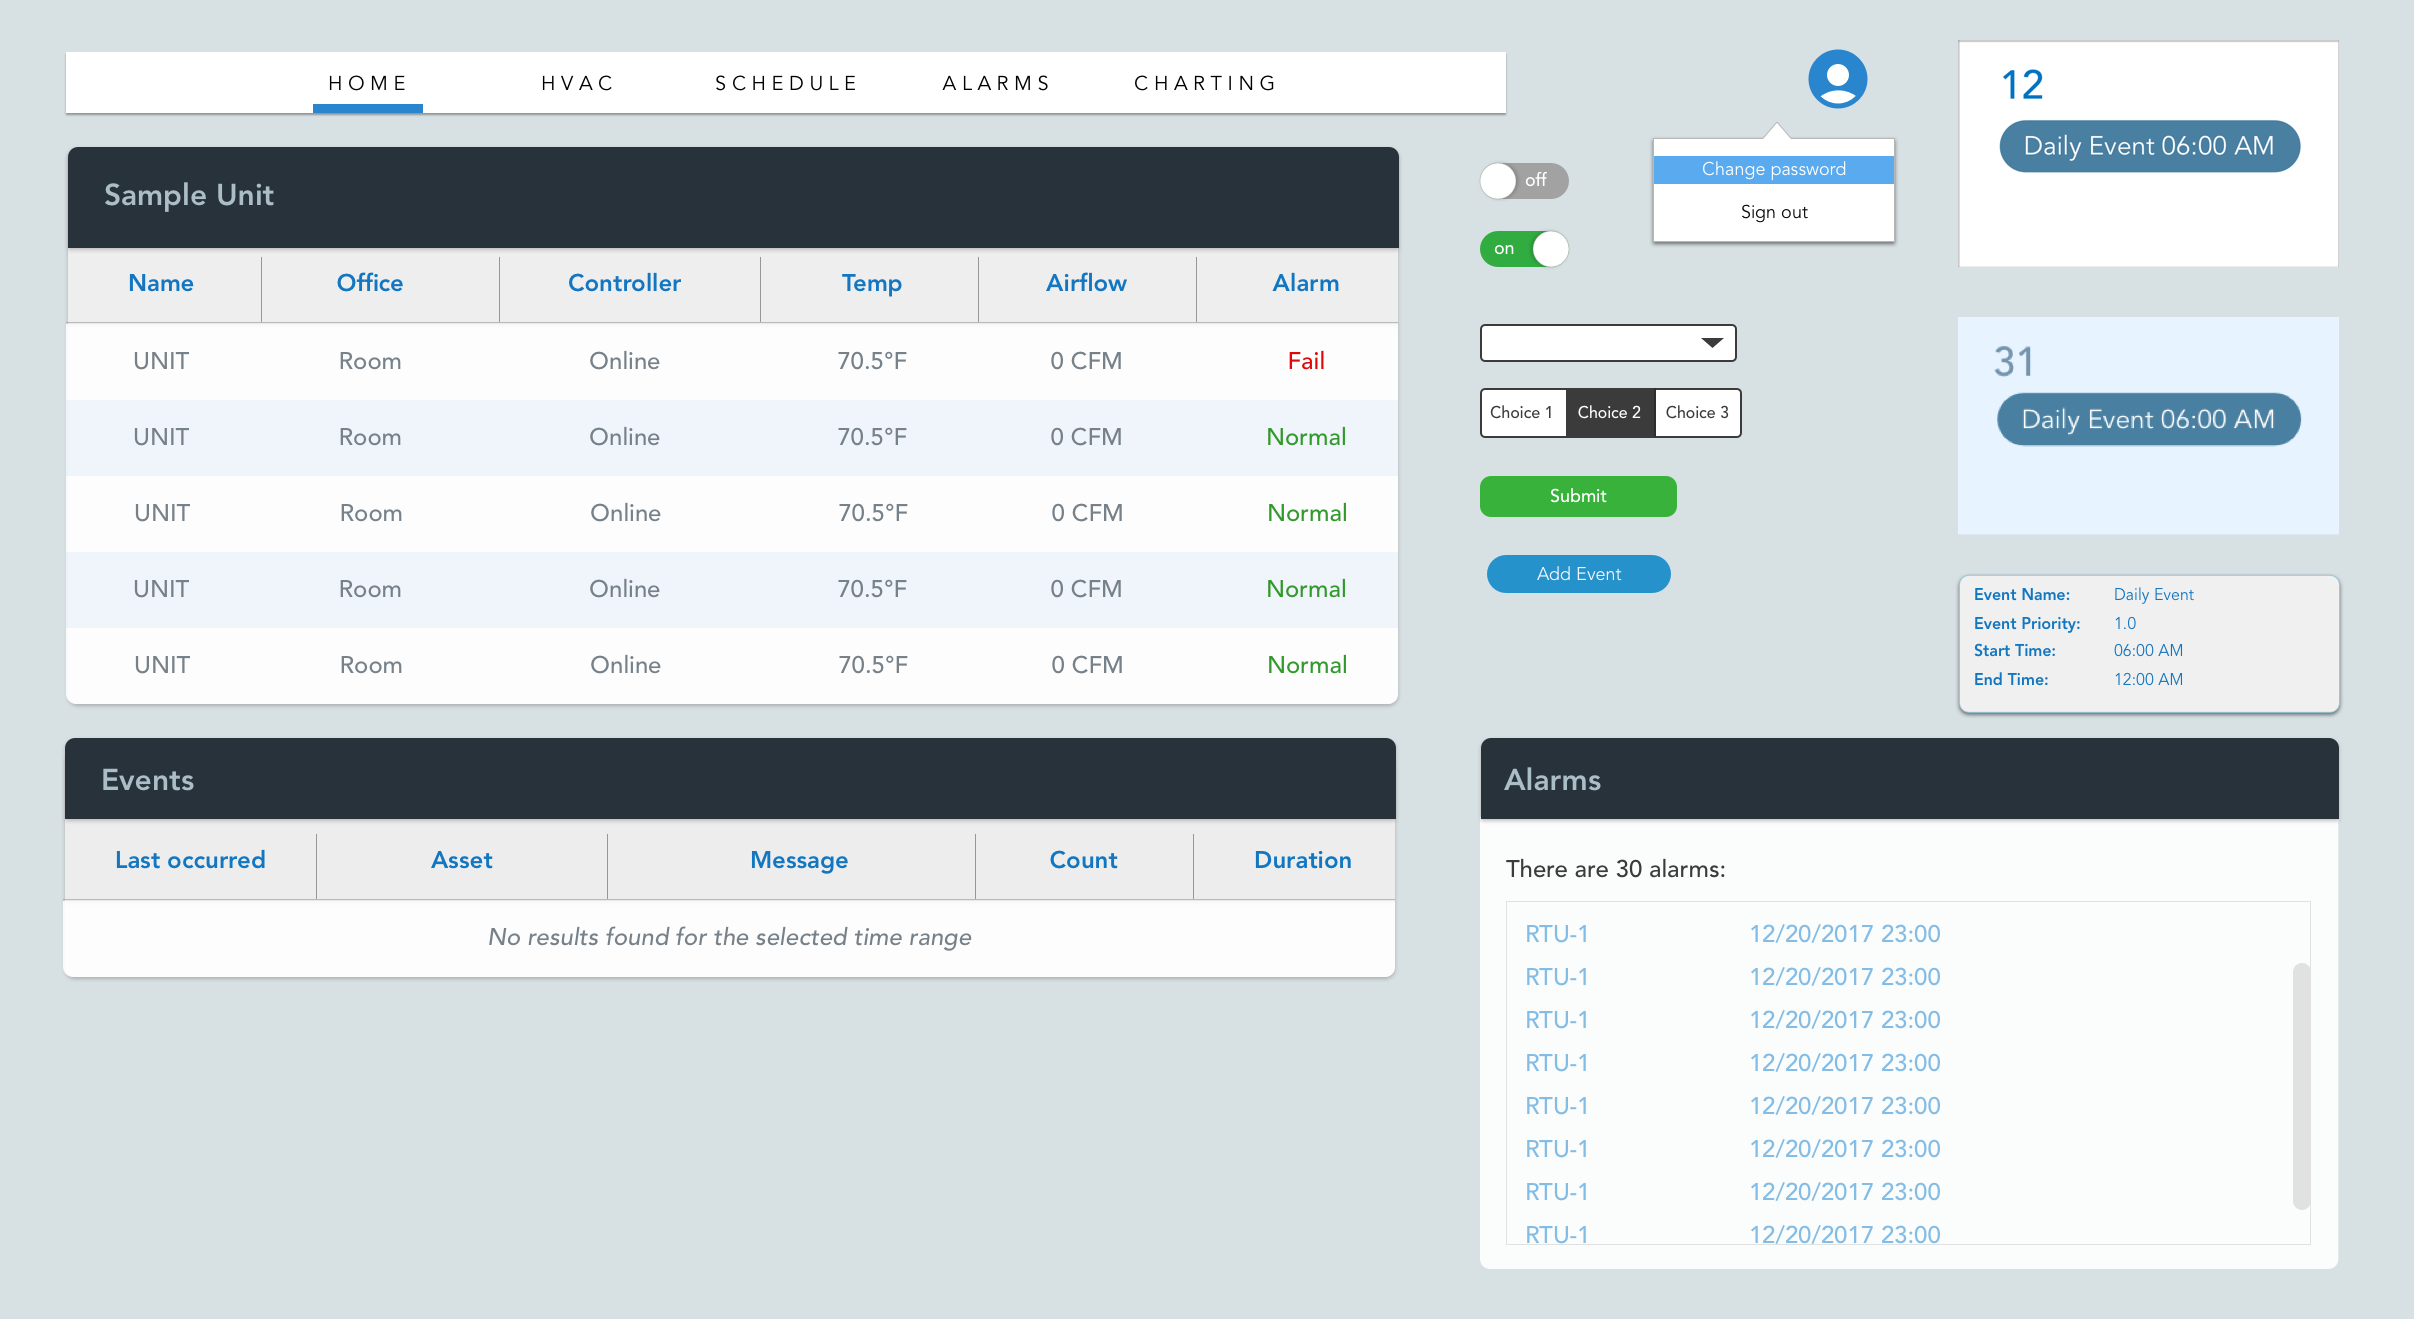 HOME HVAC SCHEDULE ALARMS CHARTING
Sample Unit
Name Office Controller Temp Airflow Alarm
UNIT Room Online 70.5°F 0 CFM Fail
UNIT Room Online 70.5°F 0 CFM Normal
UNIT Room Online 70.5°F 0 CFM Normal
UNIT Room Online 70.5°F 0 CFM Normal
UNIT Room Online 70.5°F 0 CFM Normal
Events
Last occurred Asset Message Count Duration
No results found for the selected time range
off
on
Change password
Sign out
Choice 1 Choice 2 Choice 3
Submit
Add Event
12
Daily Event 06:00 AM
31
Daily Event 06:00 AM
Event Name: Daily Event
Event Priority: 1.0
Start Time: 06:00 AM
End Time: 12:00 AM
Alarms
There are 30 alarms:
RTU-1 12/20/2017 23:00
RTU-1 12/20/2017 23:00
RTU-1 12/20/2017 23:00
RTU-1 12/20/2017 23:00
RTU-1 12/20/2017 23:00
RTU-1 12/20/2017 23:00
RTU-1 12/20/2017 23:00
RTU-1 12/20/2017 23:00